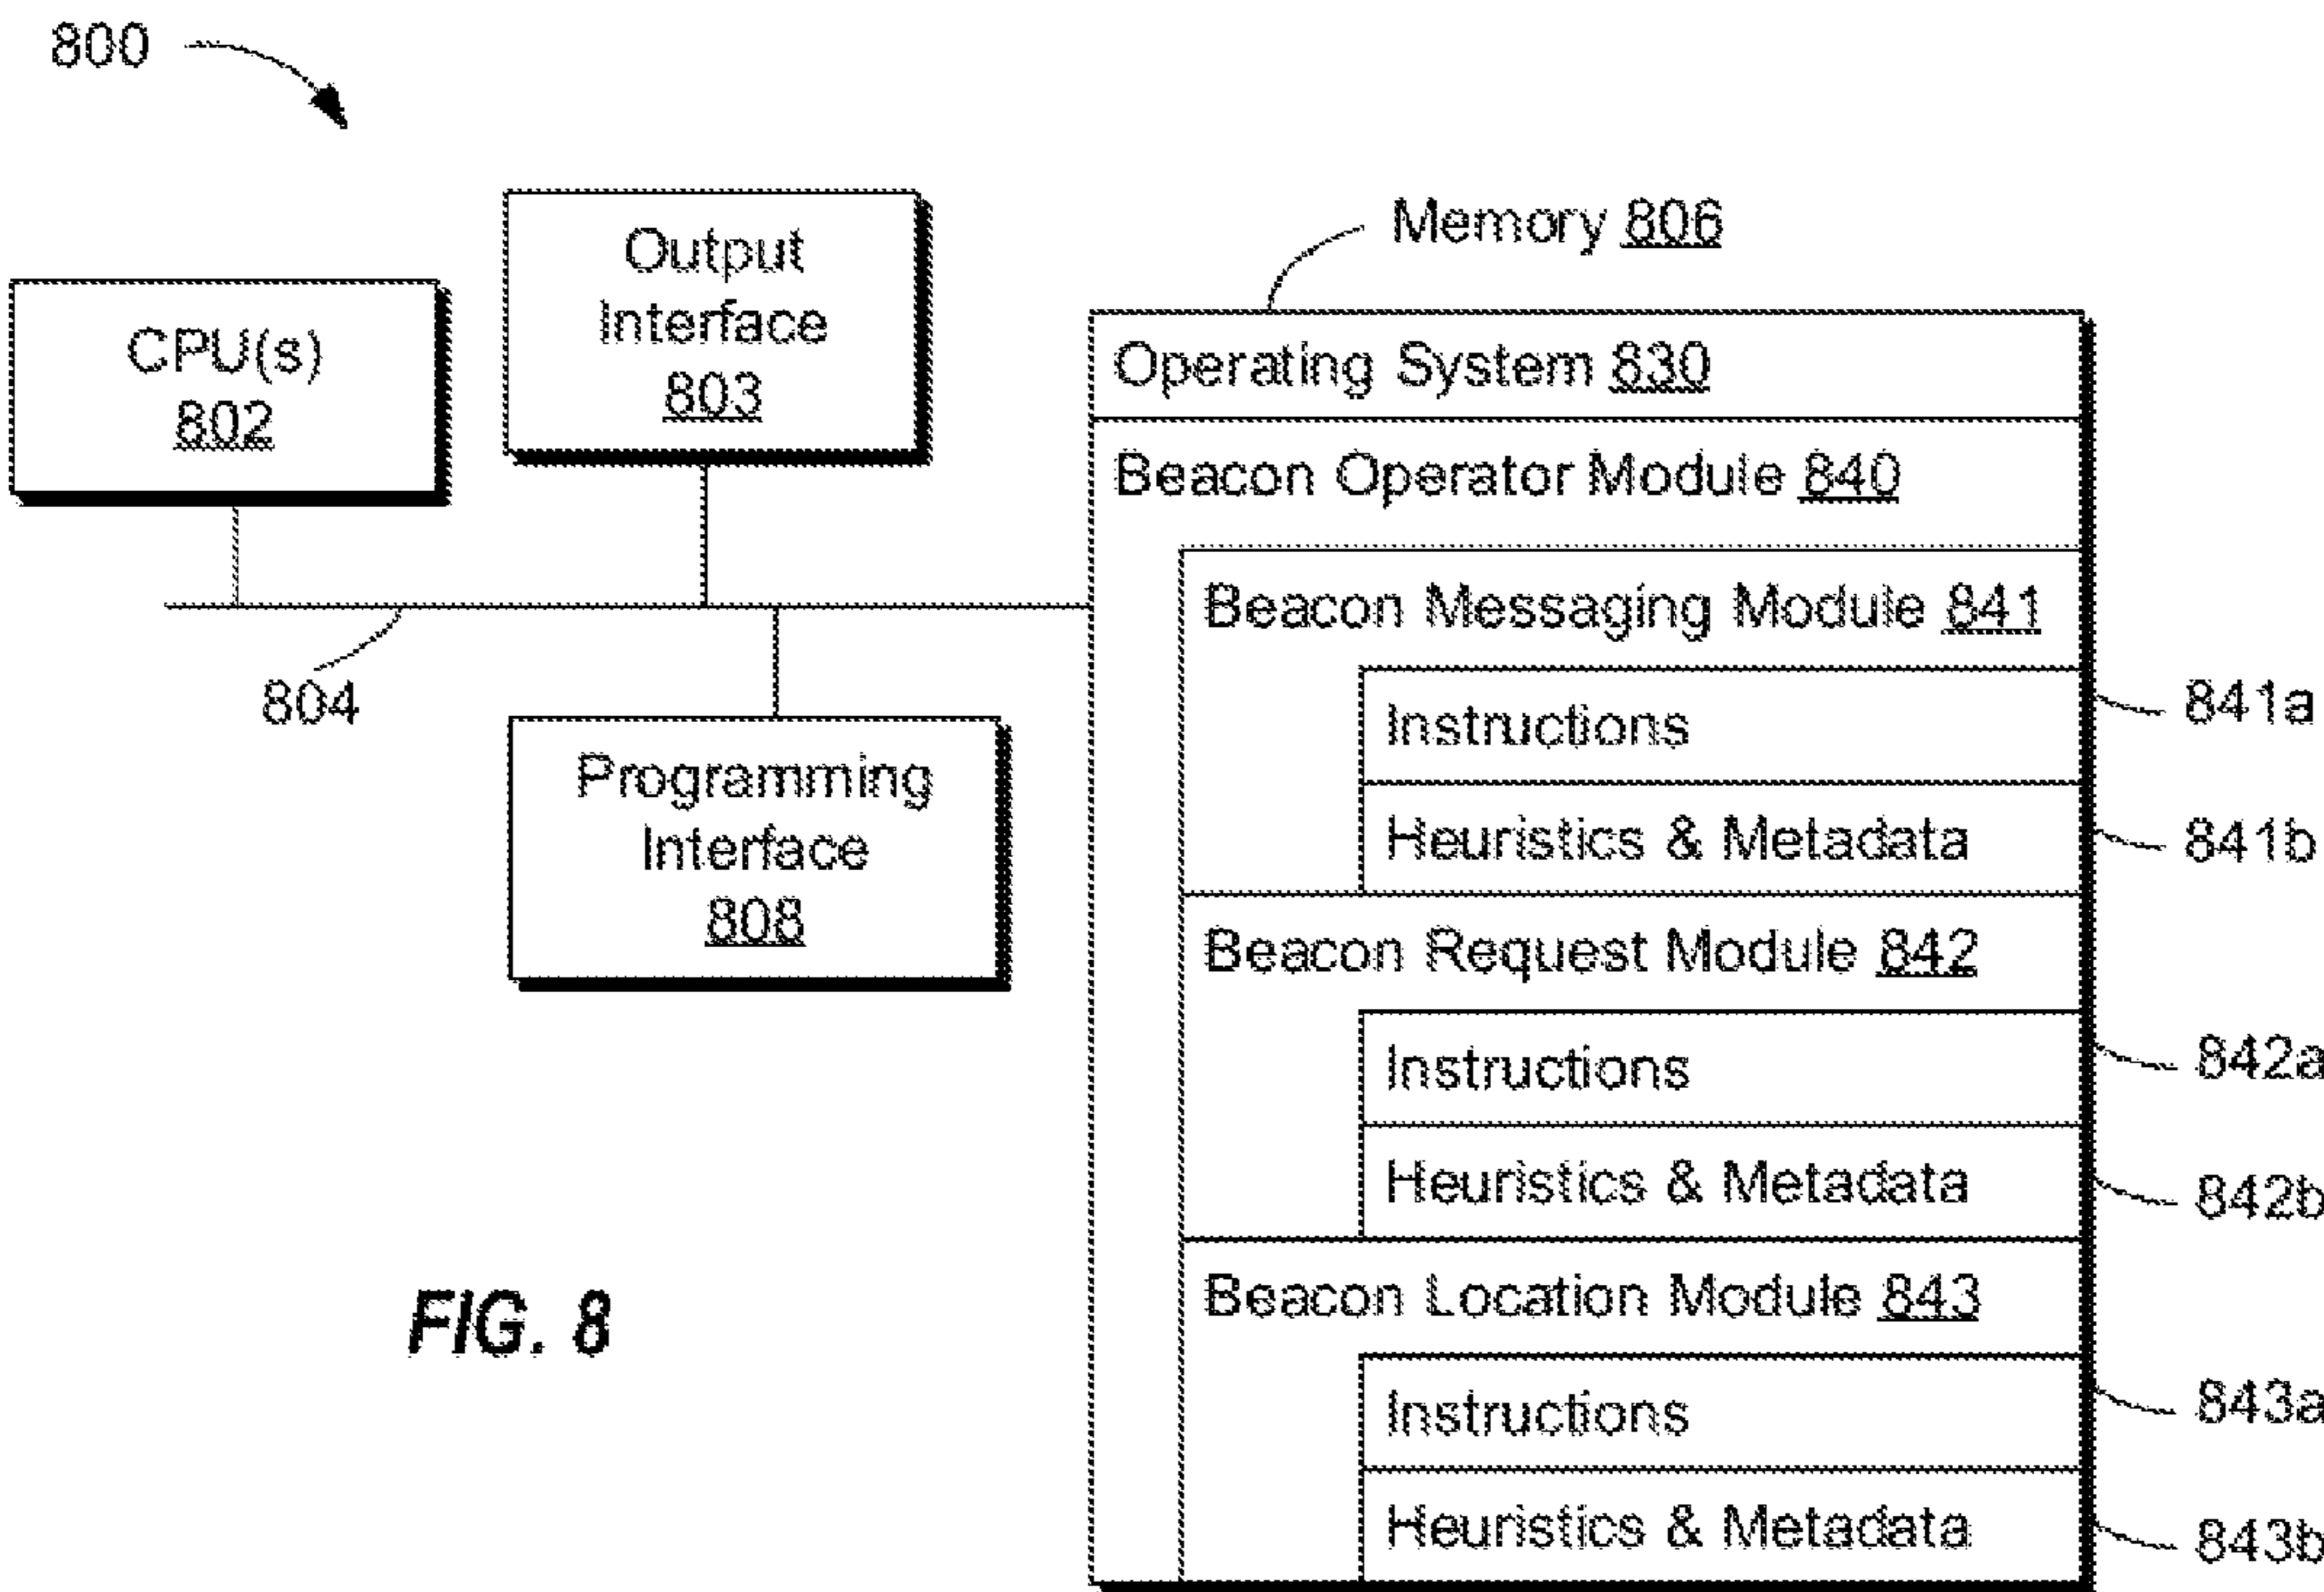 800
Output
Interface
803
CPU(s)
802
Memory 806
Operating System 830
Beacon Operator Module 840
Beacon Messaging Module 841
804
Instructions
841a
Programming
Interface
808
Heuristics & Metadata
841b
Beacon Request Module 842
Instructions
842a
Heuristics & Metadata
842b
Beacon Location Module 843
FIG. 8
Instructions
843a
Heuristics & Metadata
843b